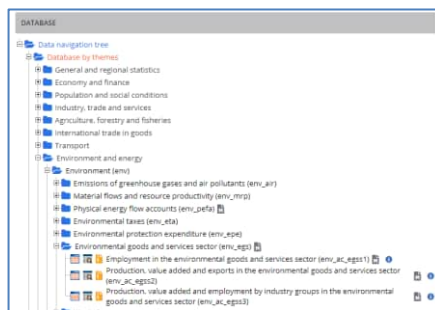 DATABASE
Data navigation tree
Database by themes
General and regional statistics
Economy and finance
Population and social conditions
Industry, trade and services
Agriculture, forestry and fisheries
International trade in goods
Transport
Environment and energy
Environment (env)
Emissions of greenhouse gases and air pollutants (env_air)
Material flows and resource productivity (env_mrp)
Physical energy flow accounts (env_pefa)
Environmental taxes (env_eta)
Environmental protection expenditure (env_epe)
Environmental goods and services sector (env_egs)
Employment in the environmental goods and services sector (env_ac_egss1)
Production, value added and exports in the environmental goods and services sector
(env_ac_egss2)
Production, value added and employment by industry groups in the environmental
goods and services sector (env_ac_egss3)